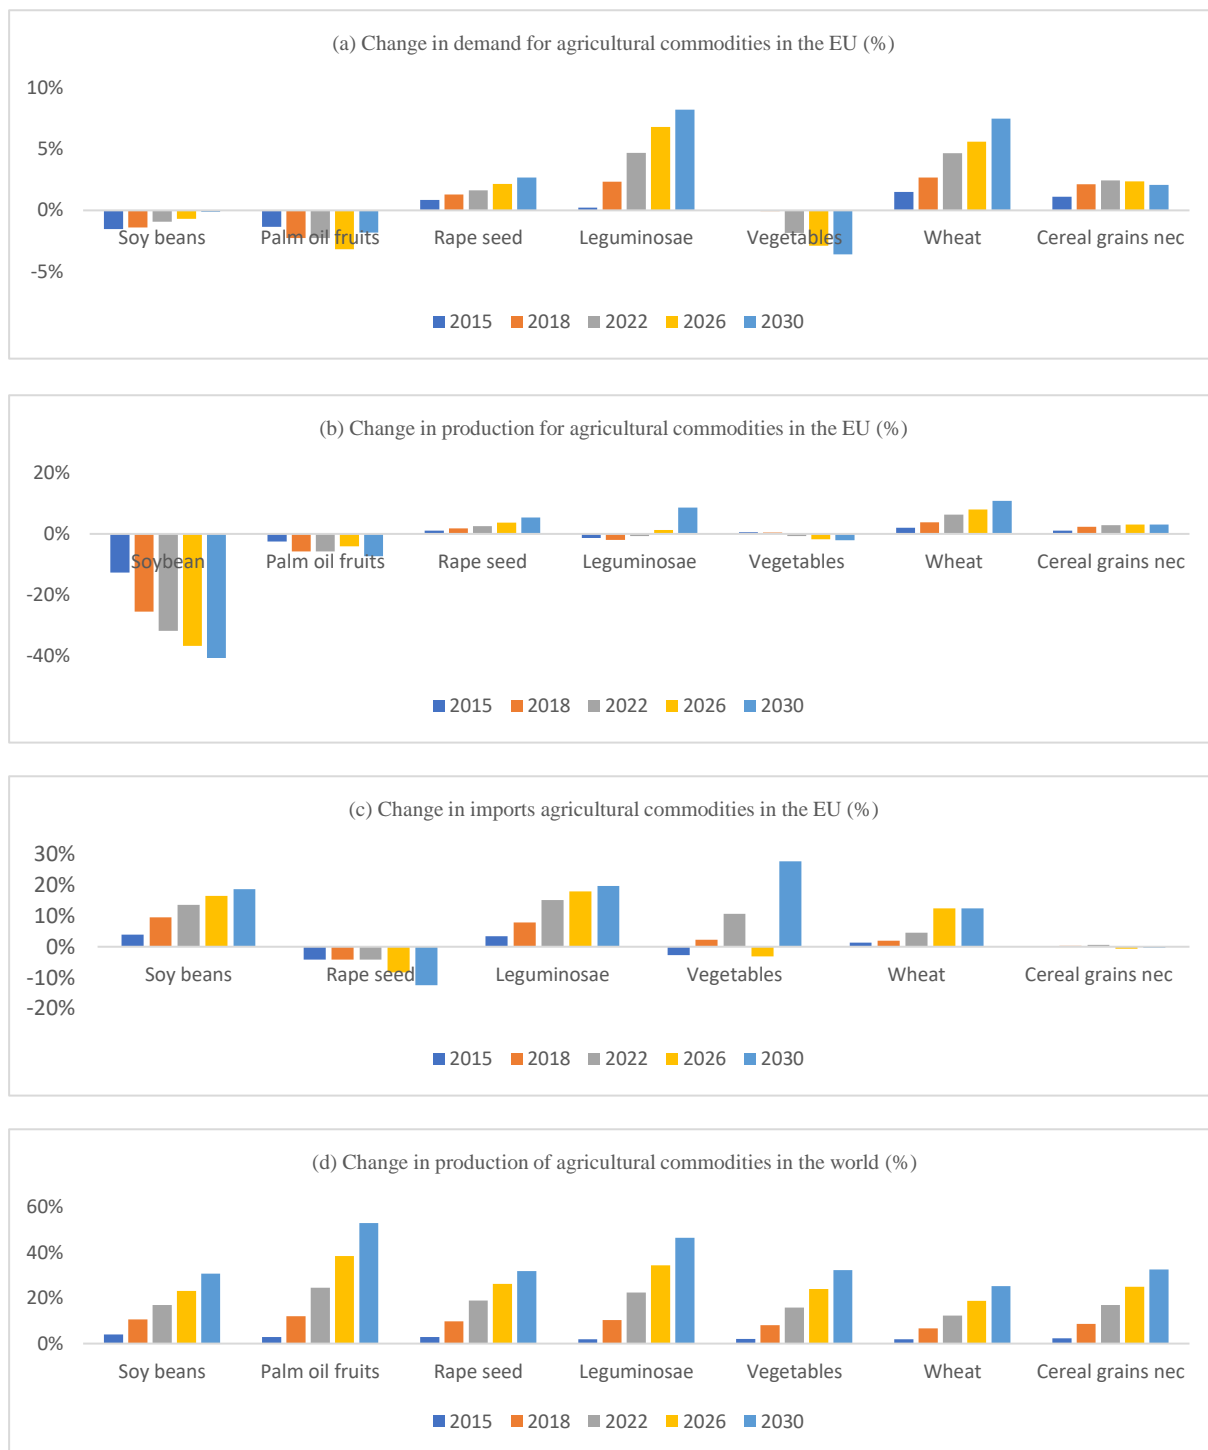 (a) Change in demand for agricultural commodities in the EU (%)
10%
5%
0%
-5%
Soy beans Palm oil fruits Rape seed Leguminosae Vegetables Wheat Cereal grains nec
2015 2018 2022 2026 2030
(b) Change in production for agricultural commodities in the EU (%)
20%
0%
-20%
-40%
Soybean Palm oil fruits Rape seed Leguminosae Vegetables Wheat Cereal grains nec
2015 2018 2022 2026 2030
(c) Change in imports agricultural commodities in the EU (%)
30%
20%
10%
0%
-10%
-20%
Soy beans Rape seed Leguminosae Vegetables Wheat Cereal grains nec
2015 2018 2022 2026 2030
(d) Change in production of agricultural commodities in the world (%)
60%
40%
20%
0%
Soy beans Palm oil fruits Rape seed Leguminosae Vegetables Wheat Cereal grains nec
2015 2018 2022 2026 2030